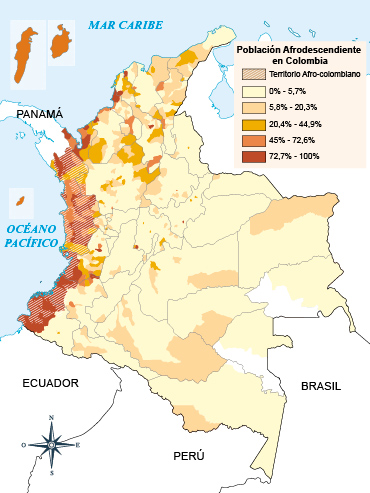 MAR CARIBE
Población Afrodescendiente
en Colombia
Territorio Afro-colombiano
0% - 5,7%
5,8% - 20,3%
20,4% - 44,9%
45% - 72,6%
72,7% - 100%
PANAMÁ
OCÉANO
PACÍFICO
ECUADOR
BRASIL
PERÚ
N
O
E
S